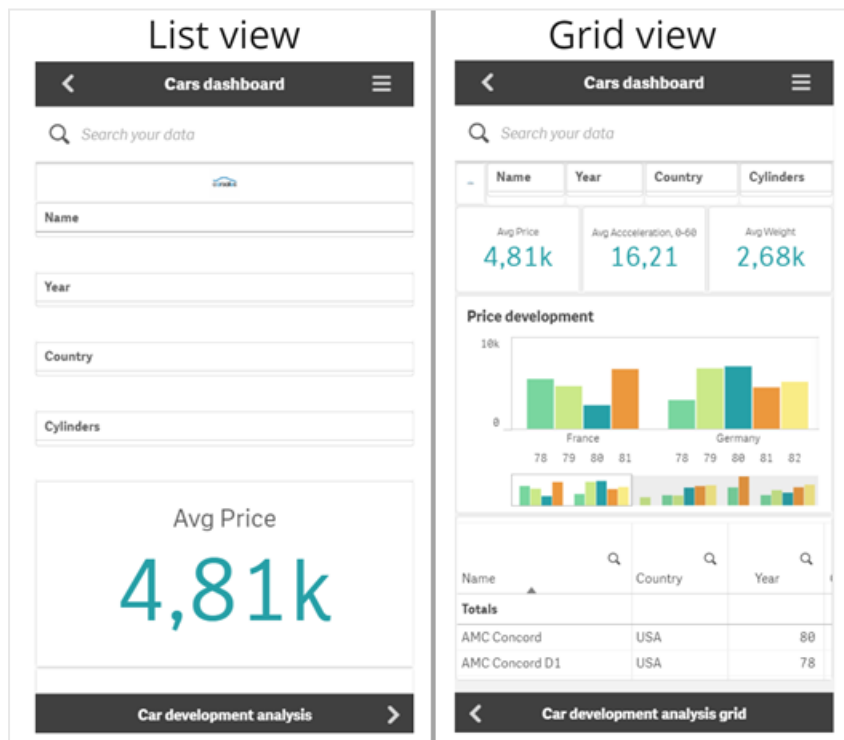 List view
Cars dashboard
Search your data
Name
Year
Country
Cylinders
Avg Price
4,81k
Car development analysis
Grid view
Cars dashboard
Search your data
Name Year Country Cylinders
Avg Price Avg Accceleration, 0-60 Avg Weight
4,81k 16,21 2,68k
Price development
10k
0
France Germany
78 79 80 81 78 79 80 81 82
Name Country Year
Totals
AMC Concord USA 80
AMC Concord D1 USA 78
Car development analysis grid